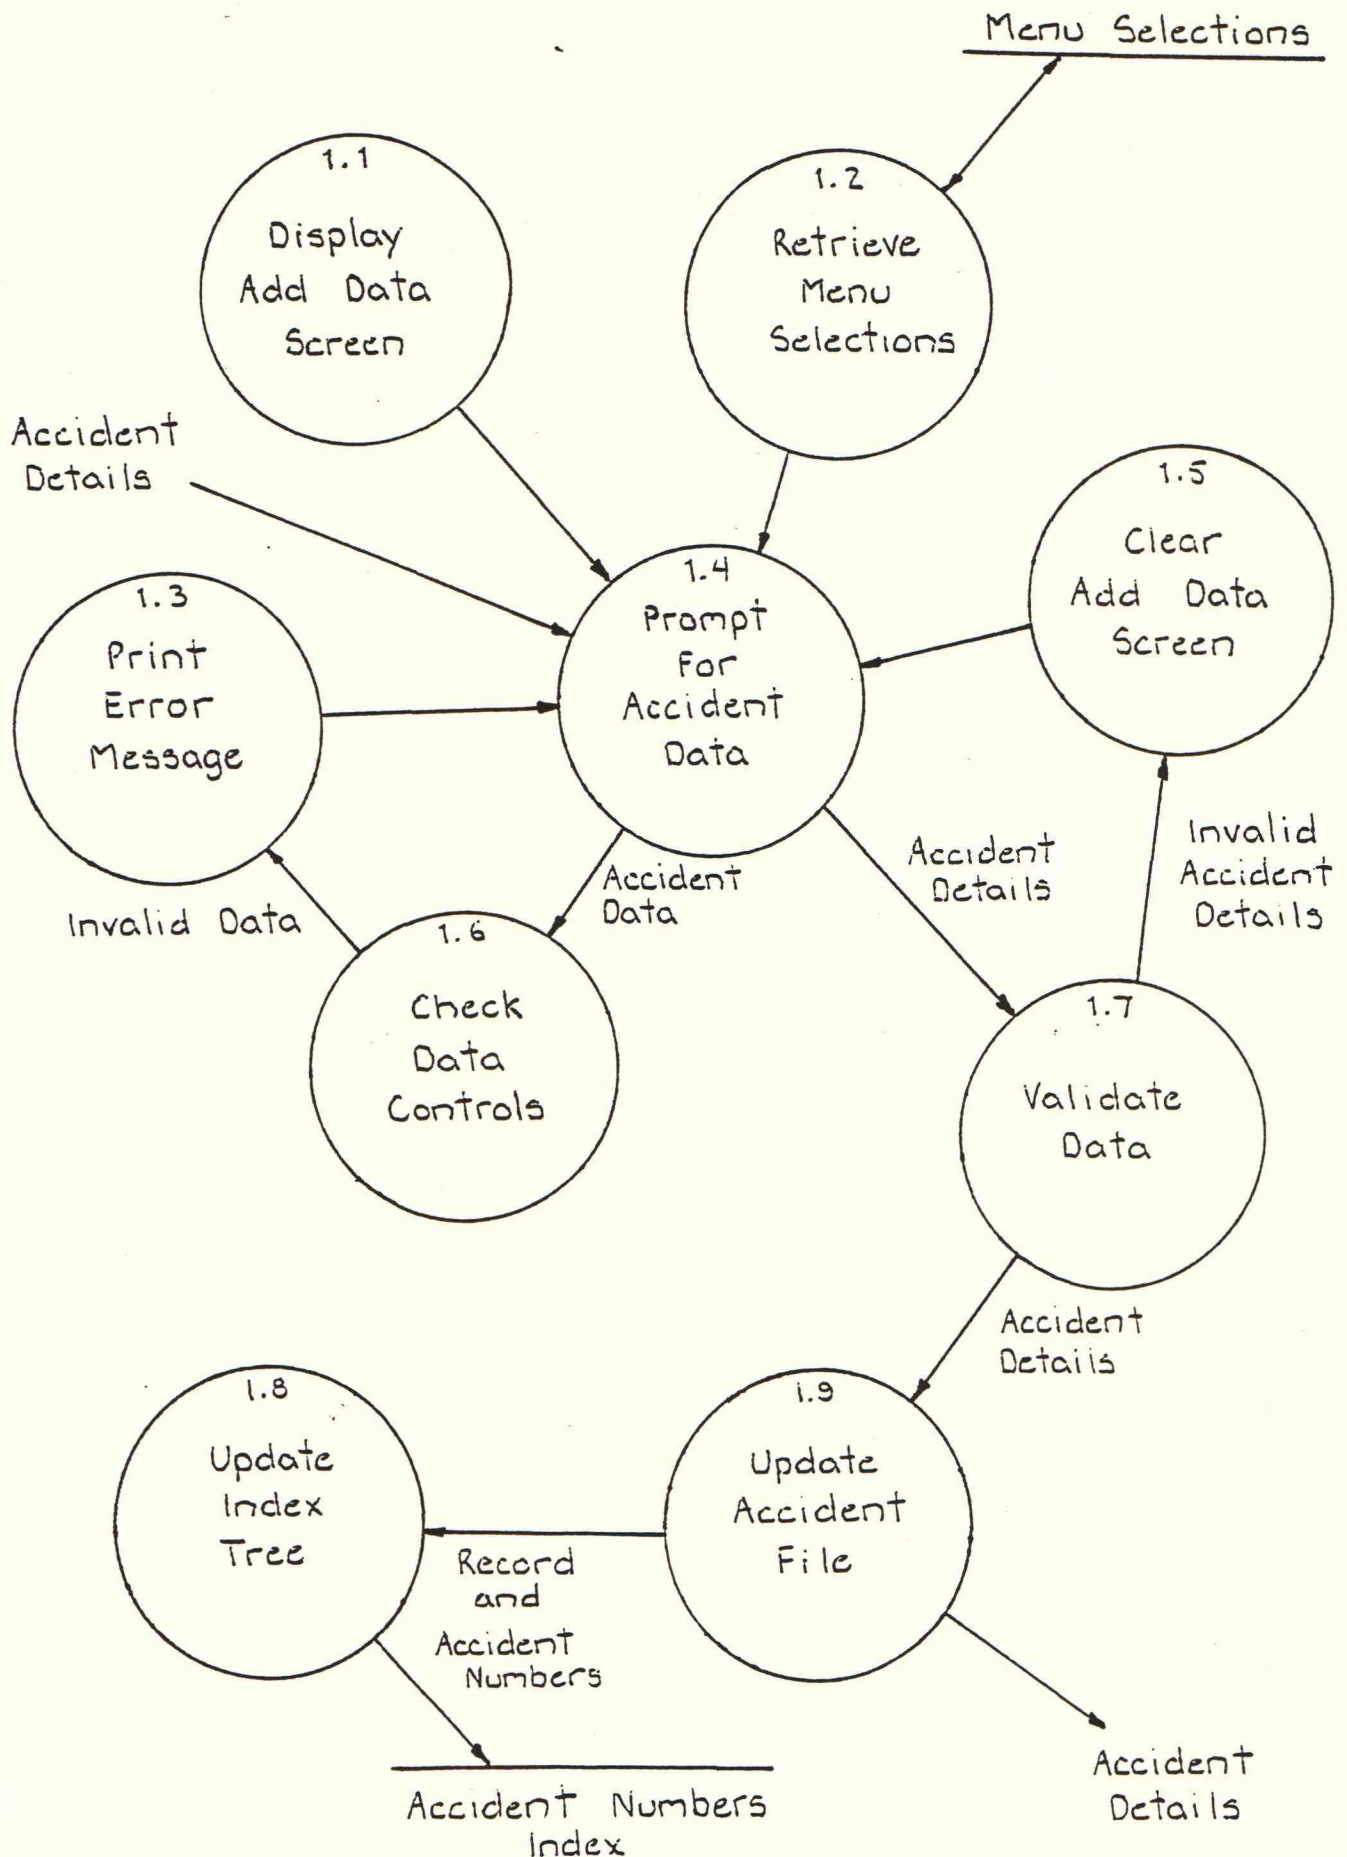 Menu Selections
1.1
Display
Add Data
Screen
1.2
Retrieve
Menu
Selections
Accident
Details
1.3
Print
Error
Message
1.4
Prompt
For
Accident
Data
1.5
Clear
Add Data
Screen
Accident
Data
Accident
Details
Invalid
Accident
Details
Invalid Data
1.6
Check
Data
Controls
1.7
Validate
Data
Accident
Details
1.8
Update
Index
Tree
1.9
Update
Accident
File
Record
and
Accident
Numbers
Accident Numbers
Index
Accident
Details